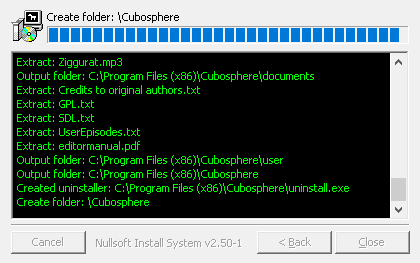 Create folder: \Cubosphere
Extract: Ziggurat.mp3
Output folder: C:\Program Files (x86)\Cubosphere\documents
Extract: Credits to original authors.txt
Extract: GPL.txt
Extract: SDL.txt
Extract: UserEpisodes.txt
Extract: editormanual.pdf
Output folder: C:\Program Files (x86)\Cubosphere\user
Output folder: C:\Program Files (x86)\Cubosphere
Created uninstaller: C:\Program Files (x86)\Cubosphere\uninstall.exe
Create folder: \Cubosphere
Cancel Nullsoft Install System v2.50-1 < Back Close